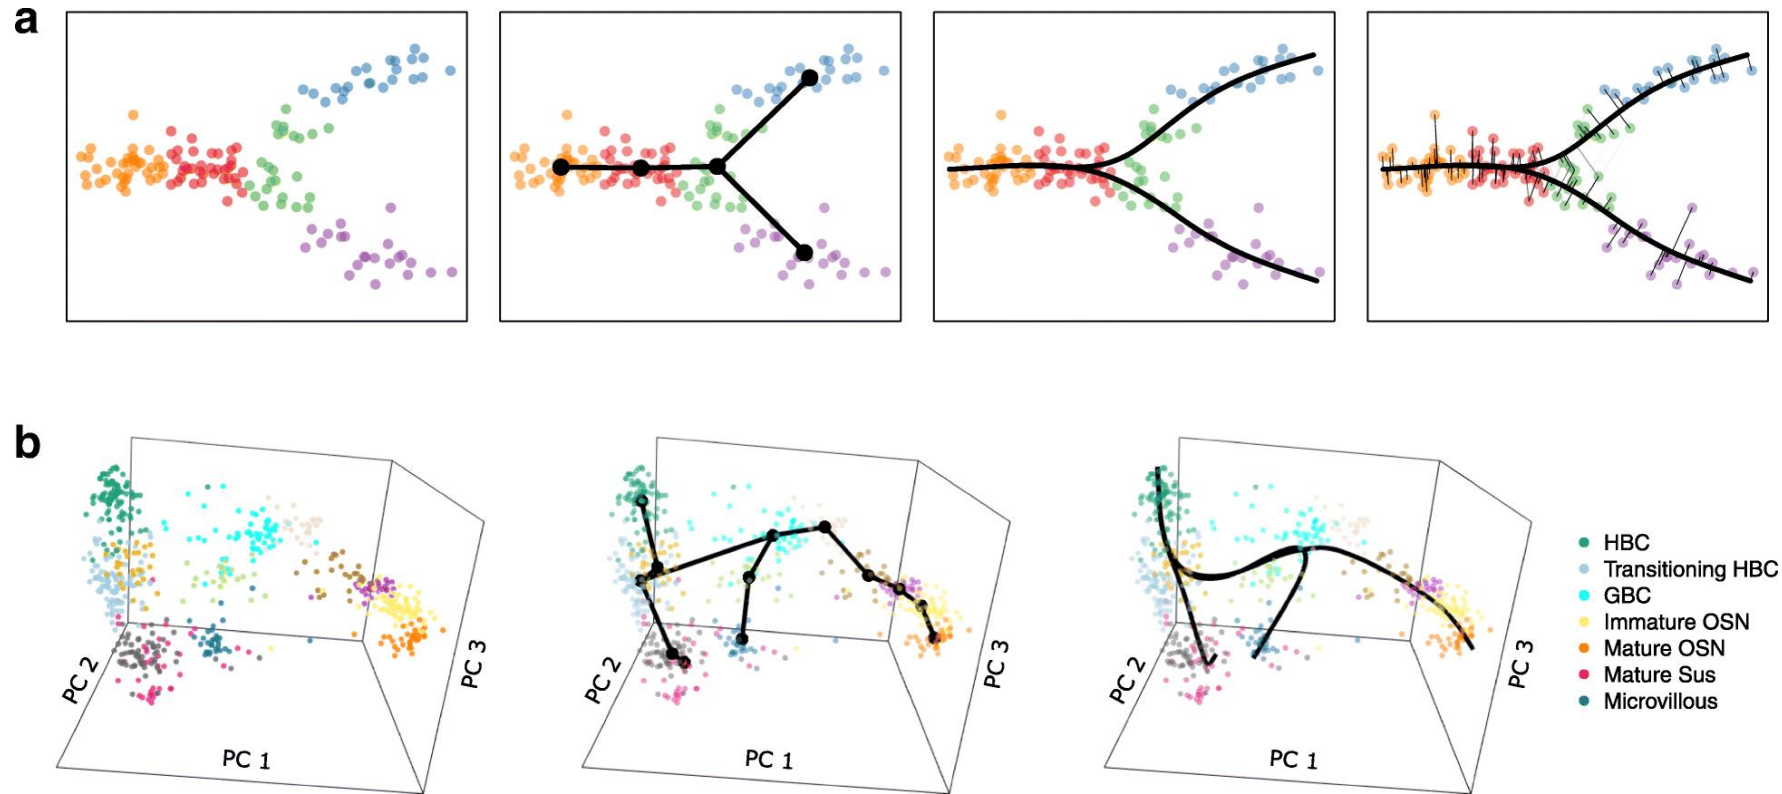 a
b
PC 1
PC 2
PC 3
PC 1
PC 2
PC 3
PC 1
PC 2
PC 3
HBC
Transitioning HBC
GBC
Immature OSN
Mature OSN
Mature Sus
Microvillous